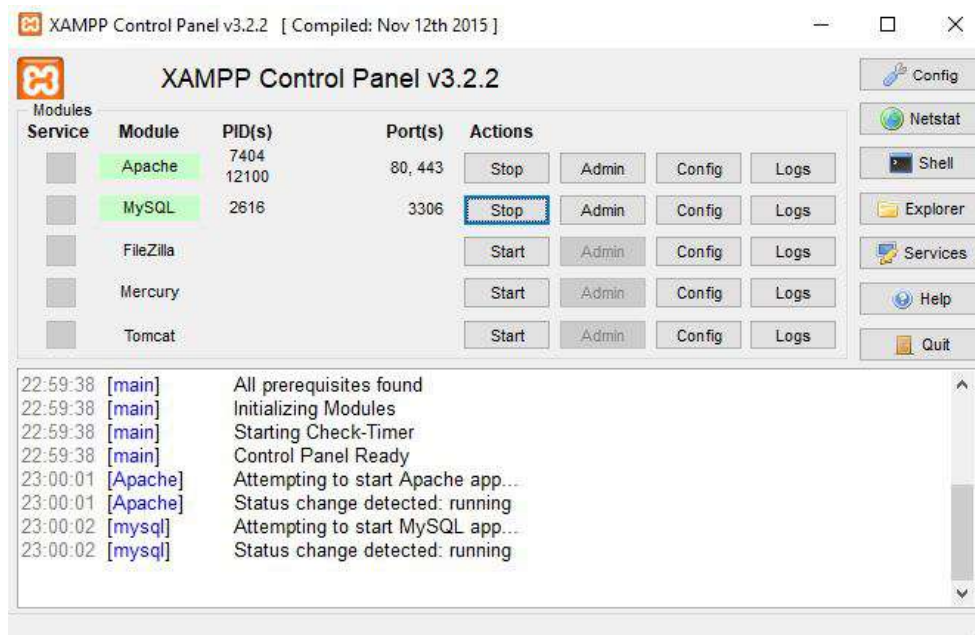 XAMPP Control Panel v3.2.2 [ Compiled: Nov 12th 2015 ]
XAMPP Control Panel v3.2.2
Config
Modules
Service Module PID(s) Port(s) Actions
Netstat
Apache 7404 12100 80, 443 Stop Admin Config Logs
Shell
MySQL 2616 3306 Stop Admin Config Logs
Explorer
FileZilla Start Admin Config Logs
Services
Mercury Start Admin Config Logs
Help
Tomcat Start Admin Config Logs
Quit
22:59:38 [main] All prerequisites found
22:59:38 [main] Initializing Modules
22:59:38 [main] Starting Check-Timer
22:59:38 [main] Control Panel Ready
23:00:01 [Apache] Attempting to start Apache app...
23:00:01 [Apache] Status change detected: running
23:00:02 [mysql] Attempting to start MySQL app...
23:00:02 [mysql] Status change detected: running